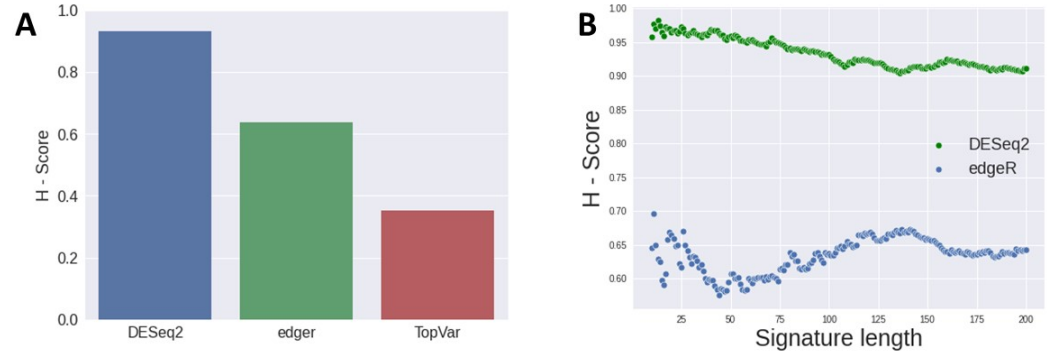 A
1.0
0.8
0.6
0.4
0.2
0.0
H - Score
DESeq2 edger TopVar
B
1.00
0.95
0.90
0.85
0.80
0.75
0.70
0.65
0.60
H - Score
DESeq2
edgeR
25 50 75 100 125 150 175 200
Signature length